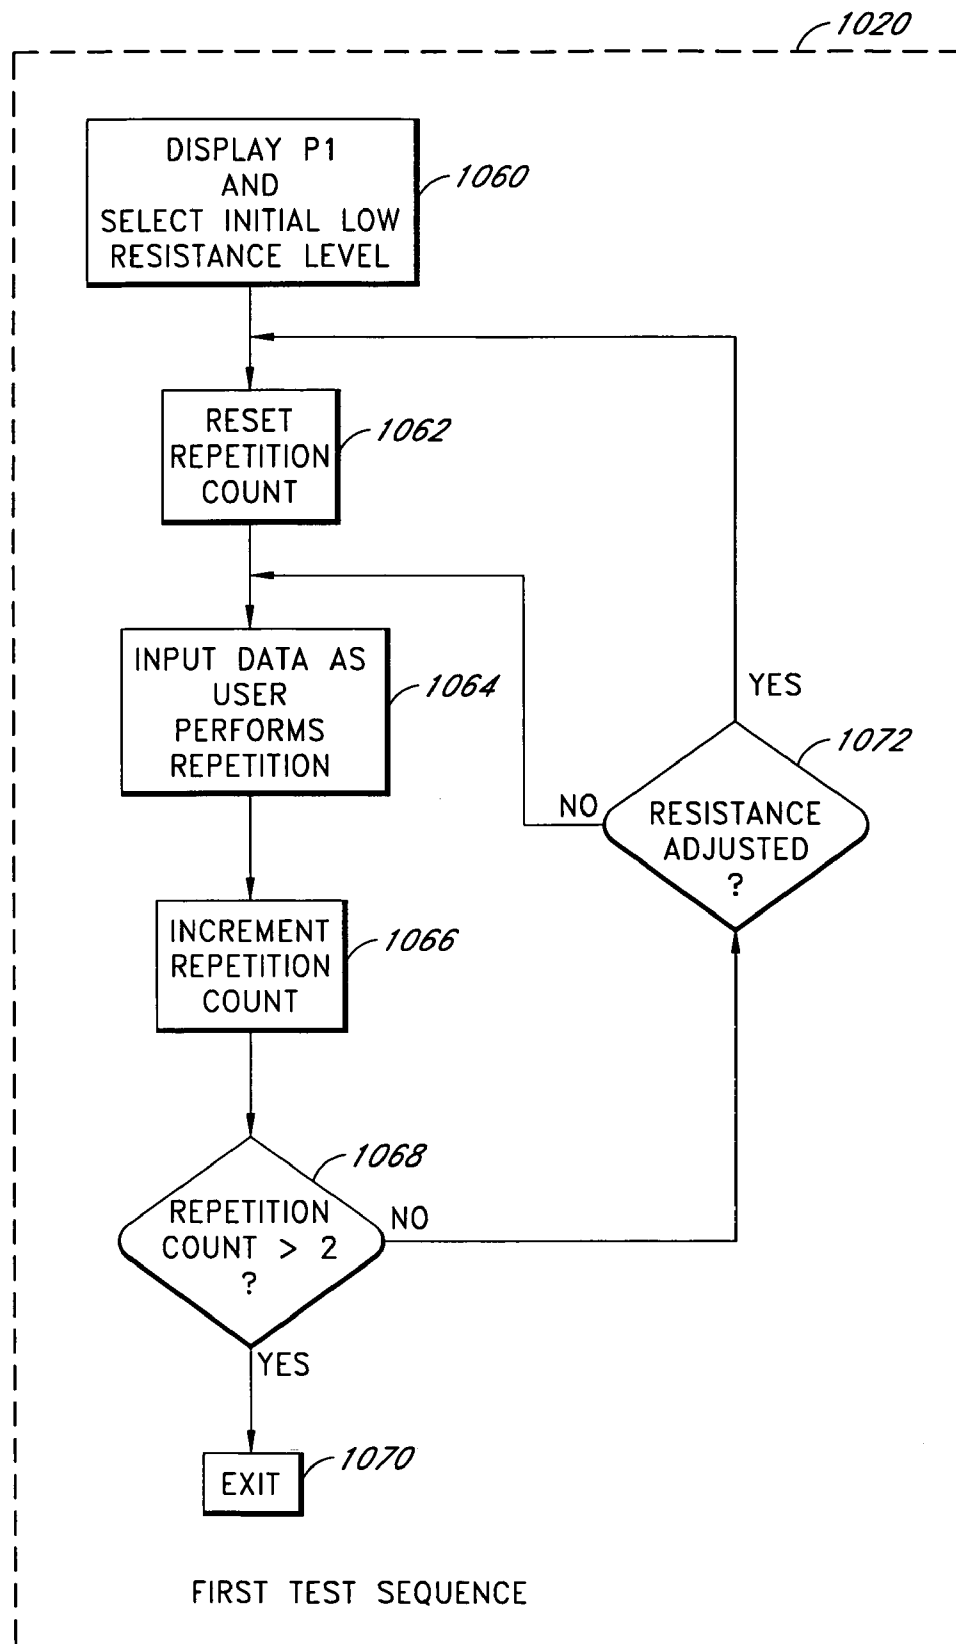 1020
DISPLAY P1
AND
SELECT INITIAL LOW
RESISTANCE LEVEL
1060
RESET
REPETITION
COUNT
1062
INPUT DATA AS
USER
PERFORMS
REPETITION
1064
YES
1072
NO
RESISTANCE
ADJUSTED
?
INCREMENT
REPETITION
COUNT
1066
1068
REPETITION
COUNT > 2
?
NO
YES
EXIT
1070
FIRST TEST SEQUENCE